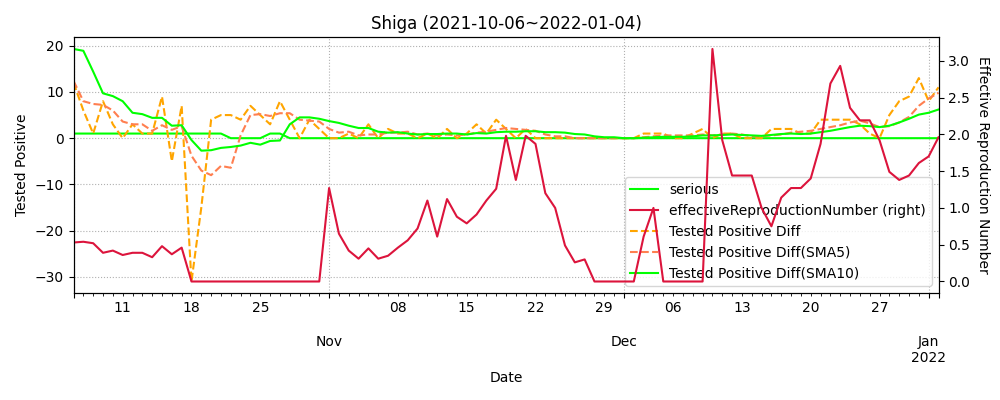 Shiga (2021-10-06~2022-01-04)
20
10
0
−10
−20
−30
Tested Positive
3.0
2.5
2.0
1.5
1.0
0.5
0.0
Effective Reproduction Number
serious
effectiveReproductionNumber (right)
Tested Positive Diff
Tested Positive Diff(SMA5)
Tested Positive Diff(SMA10)
11 18 25 08 15 22 29 06 13 20 27
Nov Dec Jan
2022
Date